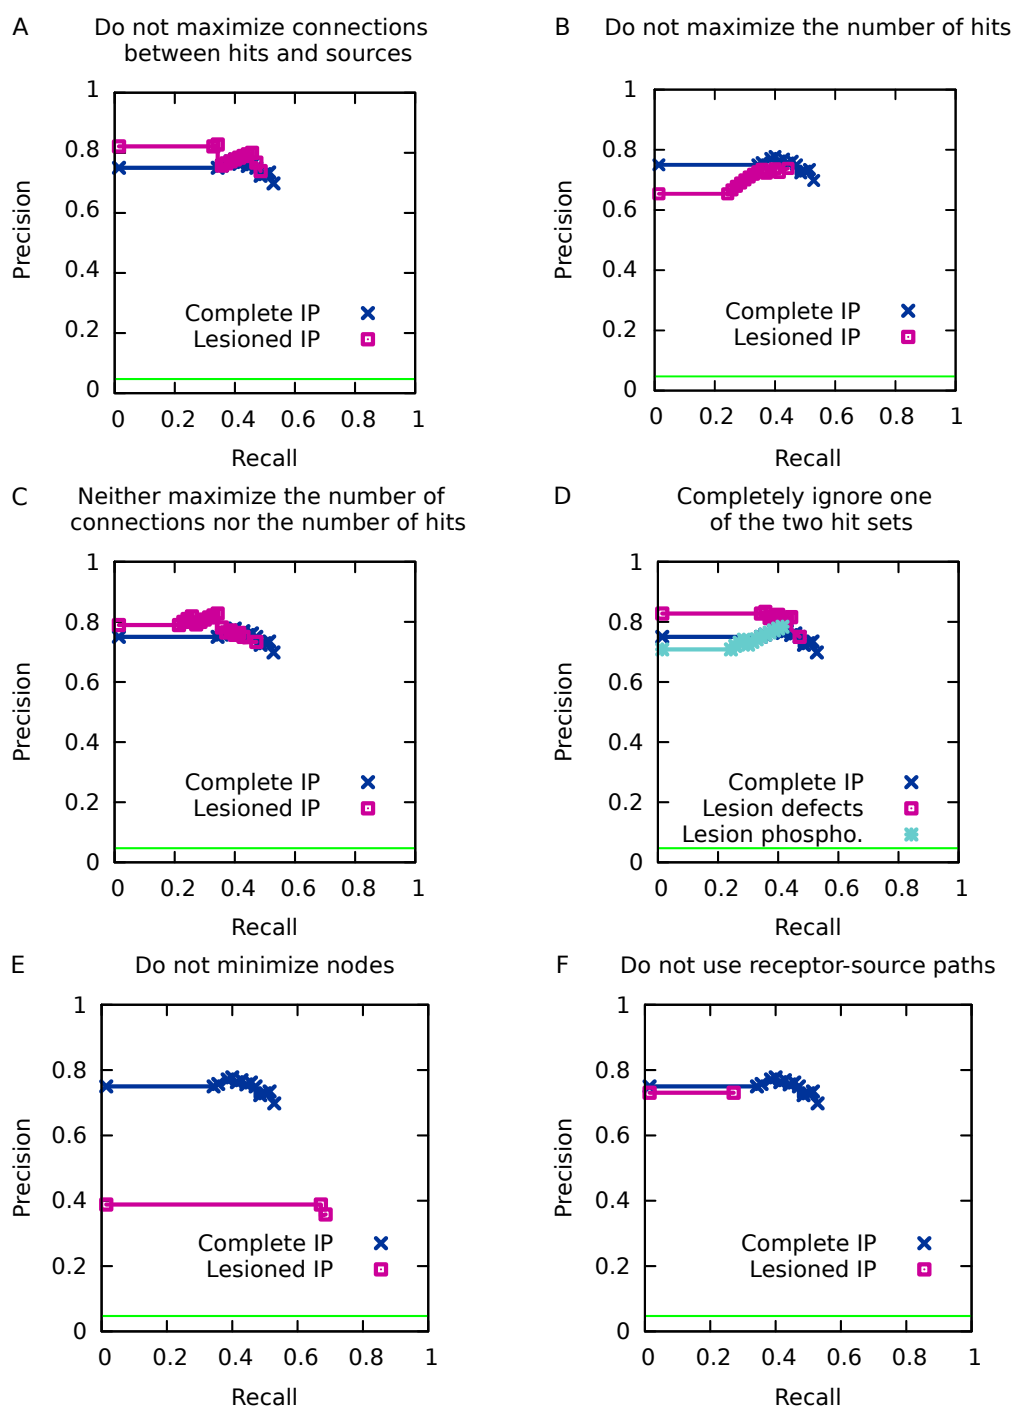 A
Do not maximize connections
between hits and sources
1
0.8
0.6
0.4
0.2
0
Precision
Complete IP
Lesioned IP
0 0.2 0.4 0.6 0.8 1
Recall
B
Do not maximize the number of hits
1
0.8
0.6
0.4
0.2
0
Precision
Complete IP
Lesioned IP
0 0.2 0.4 0.6 0.8 1
Recall
C
Neither maximize the number of
connections nor the number of hits
1
0.8
0.6
0.4
0.2
0
Precision
Complete IP
Lesioned IP
0 0.2 0.4 0.6 0.8 1
Recall
D
Completely ignore one
of the two hit sets
1
0.8
0.6
0.4
0.2
0
Precision
Complete IP
Lesion defects
Lesion phospho.
0 0.2 0.4 0.6 0.8 1
Recall
E
Do not minimize nodes
1
0.8
0.6
0.4
0.2
0
Precision
Complete IP
Lesioned IP
0 0.2 0.4 0.6 0.8 1
Recall
F
Do not use receptor-source paths
1
0.8
0.6
0.4
0.2
0
Precision
Complete IP
Lesioned IP
0 0.2 0.4 0.6 0.8 1
Recall